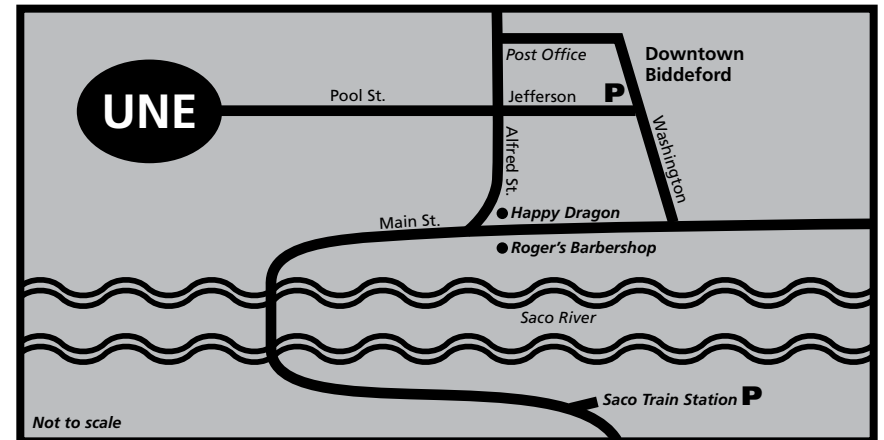 Post Office
Downtown
Biddeford
UNE
Pool St.
Jefferson
P
Alfred St.
Washington
Happy Dragon
Main St.
Roger's Barbershop
Saco River
Saco Train Station P
Not to scale